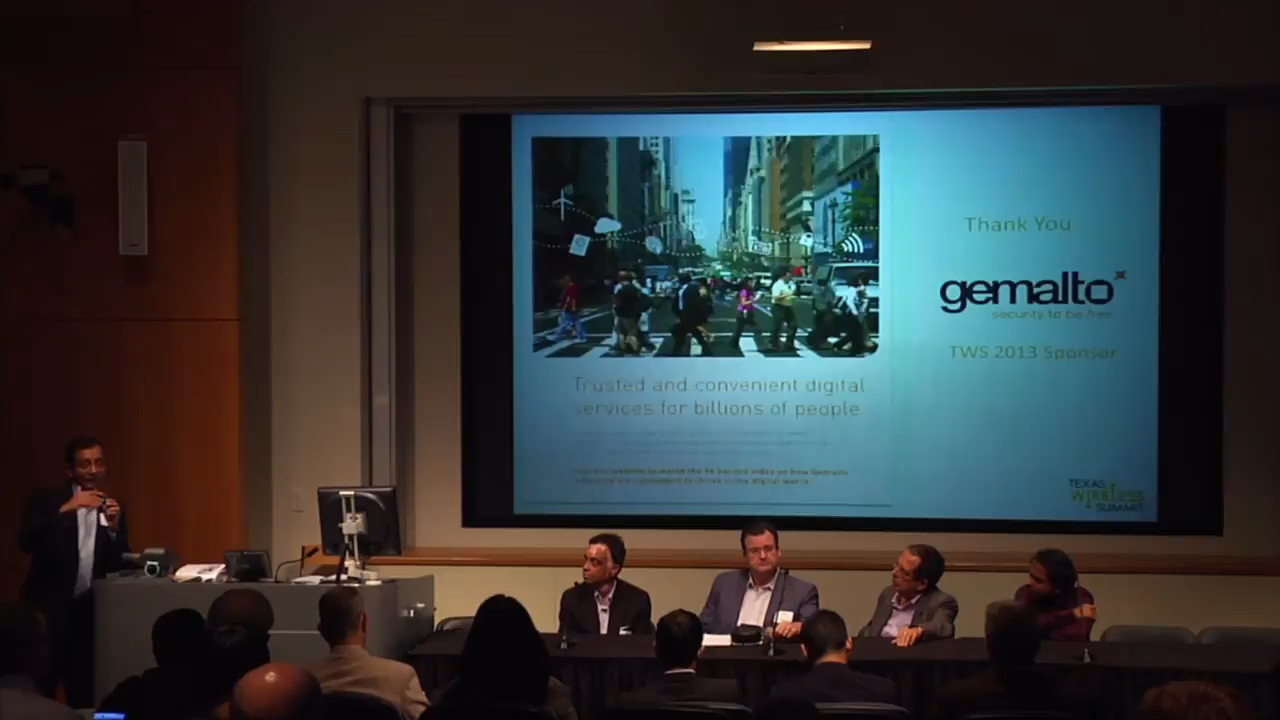 Thank You
gemalto
security to be free
TWS 2013 Sponsor
Trusted and convenient digital
services for billions of people
TEXAS
WIRELESS
SUMMIT